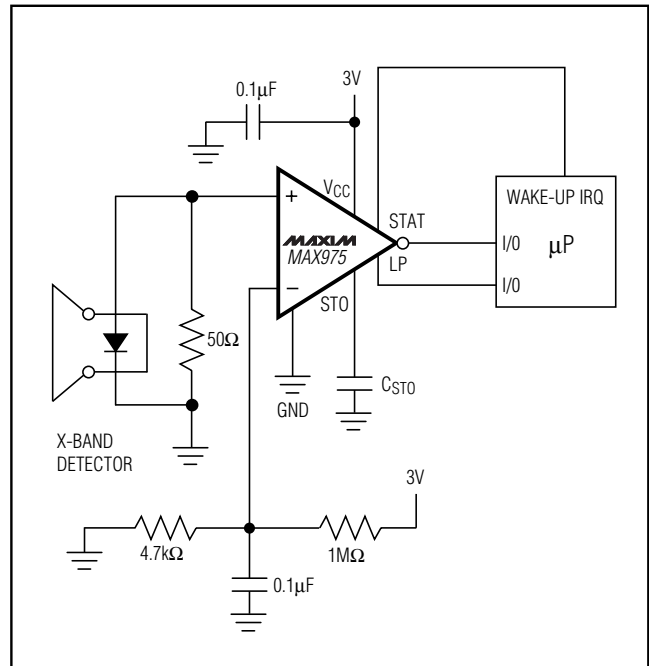 3V
0.1µF
VCC
WAKE-UP IRQ
+
STAT
MAXIM
MAX975
µP
I/0
LP
I/0
−
STO
50Ω
CSTO
GND
X-BAND
DETECTOR
3V
4.7kΩ
1MΩ
0.1µF